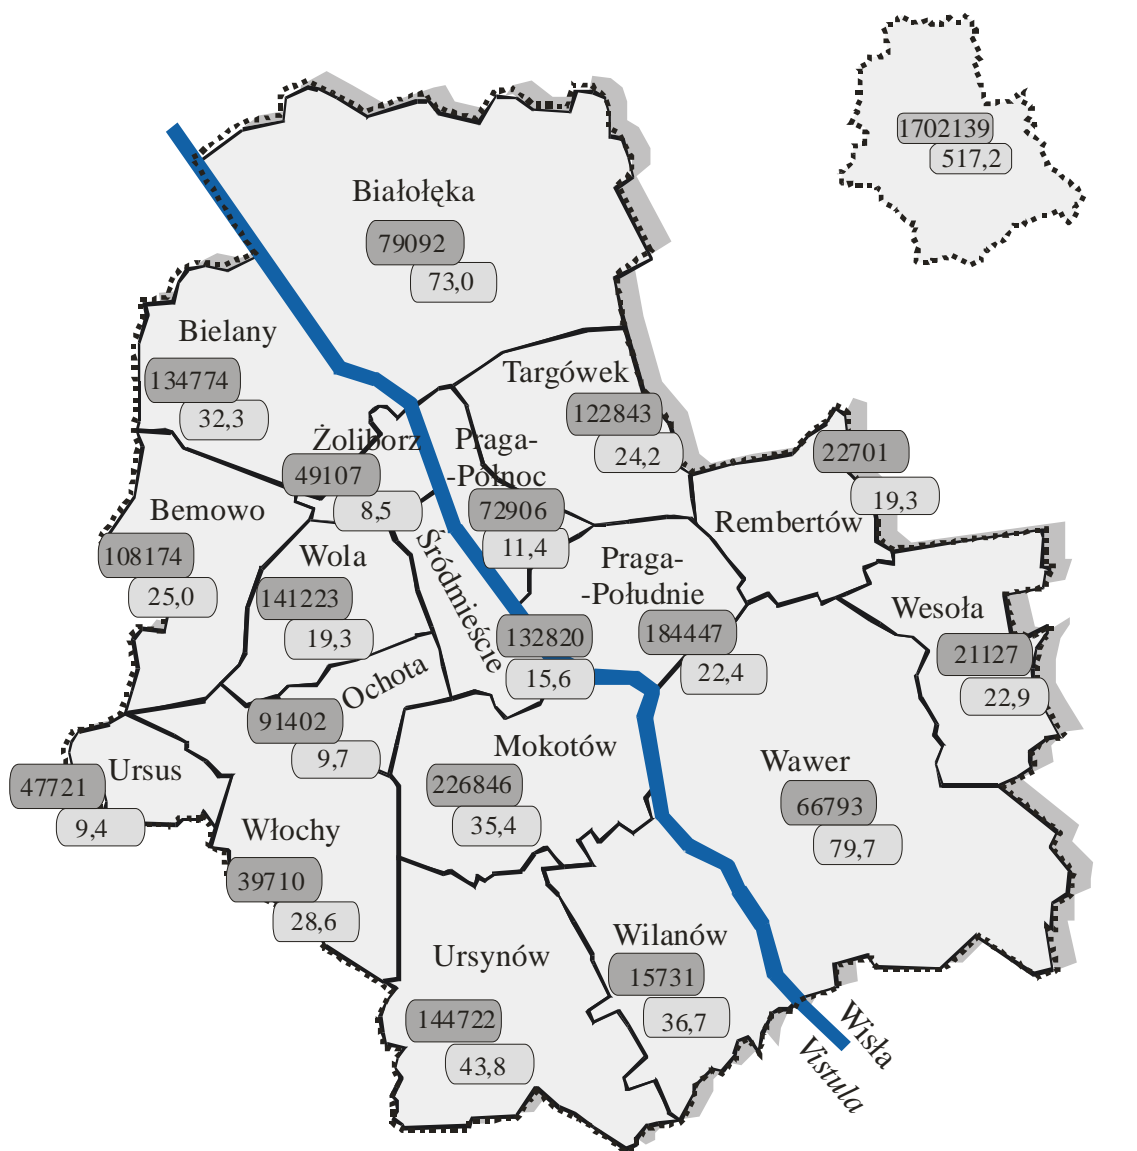 1702139
517,2
Białołęka
79092
73,0
Bielany
134774
32,3
Targówek
122843
24,2
Żoliborz
49107
8,5
Praga-
-Północ
72906
11,4
22701
19,3
Rembertów
Bemowo
108174
25,0
Wola
141223
19,3
Śródmieście
132820
15,6
Praga-
-Południe
184447
22,4
Wesoła
21127
22,9
Ochota
91402
9,7
Mokotów
226846
35,4
Wawer
66793
79,7
Ursus
47721
9,4
Włochy
39710
28,6
Ursynów
144722
43,8
Wilanów
15731
36,7
Wisła
Vistula